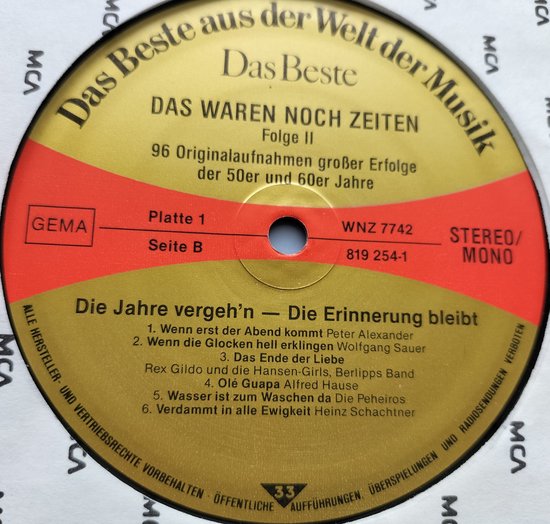 Das Beste aus der Welt der Musik
Das Beste
DAS WAREN NOCH ZEITEN
Folge II
96 Originalaufnahmen großer Erfolge
der 50er und 60er Jahre
GEMA
Platte 1
Seite B
WNZ 7742
819 254-1
STEREO/
MONO
Die Jahre vergeh'n — Die Erinnerung bleibt
1. Wenn erst der Abend kommt Peter Alexander
2. Wenn die Glocken hell erklingen Wolfgang Sauer
3. Das Ende der Liebe
Rex Gildo und die Hansen-Girls, Berlipps Band
4. Olé Guapa Alfred Hause
5. Wasser ist zum Waschen da Die Peheiros
6. Verdammt in alle Ewigkeit Heinz Schachtner
ALLE HERSTELLER- UND VERTRIEBSRECHTE VORBEHALTEN · ÖFFENTLICHE AUFFÜHRUNGEN, ÜBERSPIELUNGEN UND RADIOSENDUNGEN VERBOTEN
33
MCA
MCA
MCA
MCA
MCA
MCA
MCA